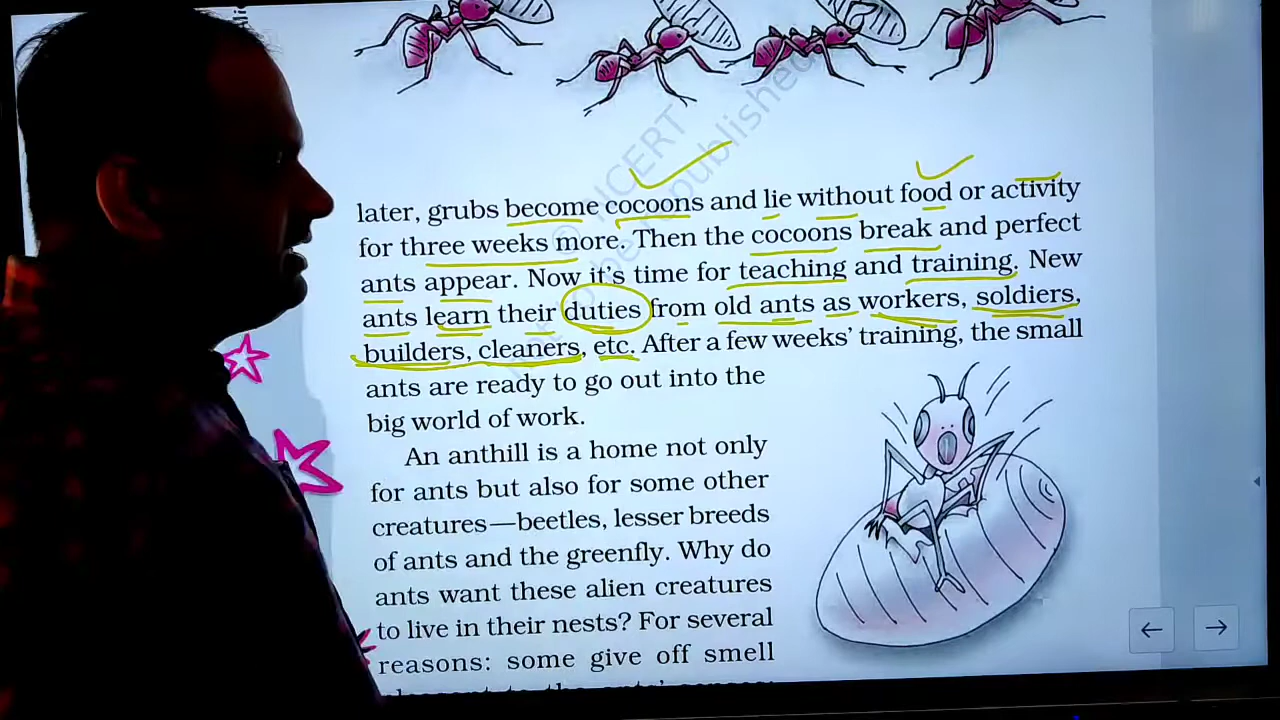 © NCERT
not to be republished
later, grubs become cocoons and lie without food or activity
for three weeks more. Then the cocoons break and perfect
ants appear. Now it's time for teaching and training. New
ants learn their duties from old ants as workers, soldiers,
builders, cleaners, etc. After a few weeks' training, the small
ants are ready to go out into the
big world of work.
An anthill is a home not only
for ants but also for some other
creatures—beetles, lesser breeds
of ants and the greenfly. Why do
ants want these alien creatures
to live in their nests? For several
reasons: some give off smell